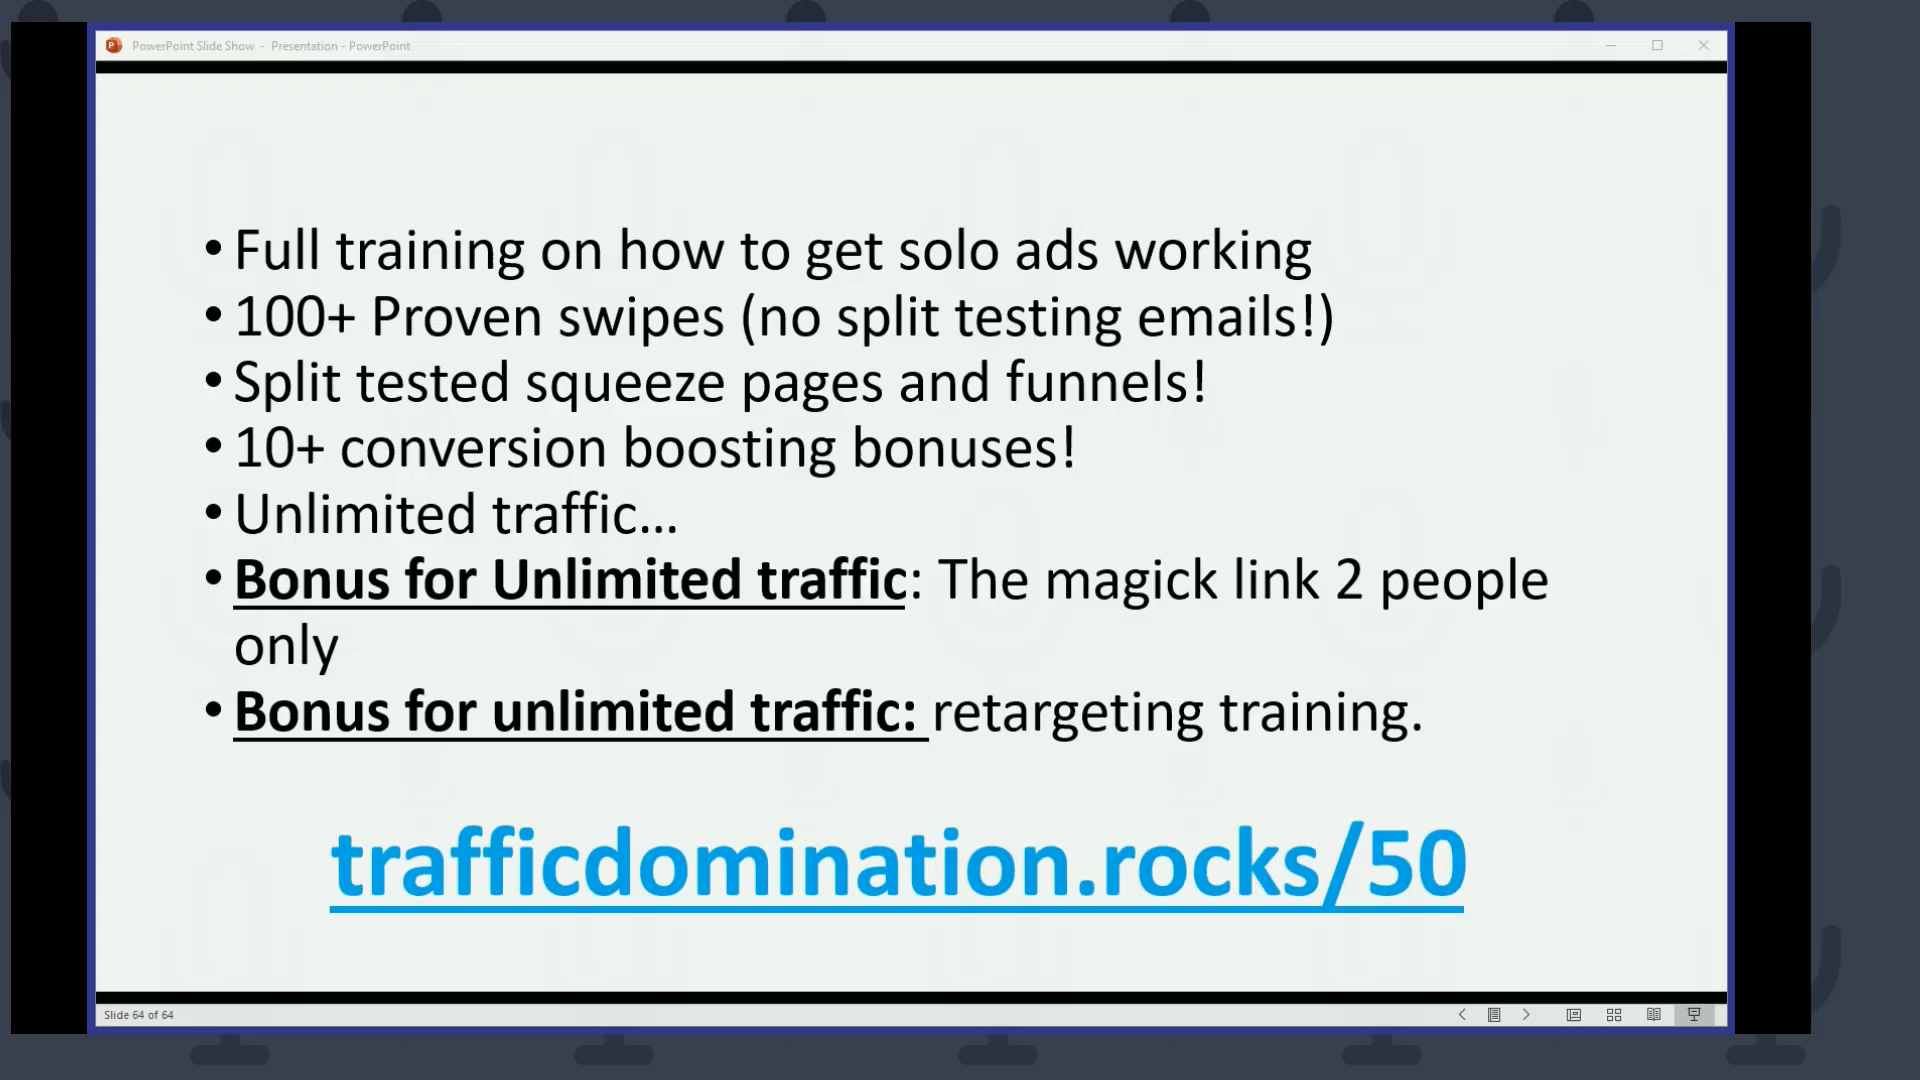 PowerPoint Slide Show - Presentation - PowerPoint
• Full training on how to get solo ads working
• 100+ Proven swipes (no split testing emails!)
• Split tested squeeze pages and funnels!
• 10+ conversion boosting bonuses!
• Unlimited traffic...
• Bonus for Unlimited traffic: The magick link 2 people
only
• Bonus for unlimited traffic: retargeting training.
trafficdomination.rocks/50
Slide 64 of 64